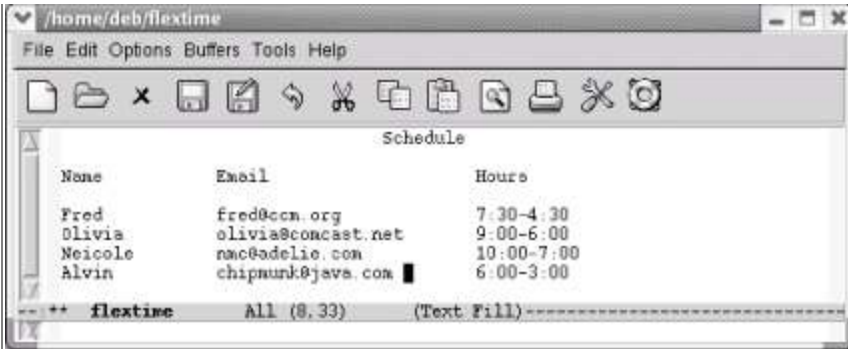 /home/deb/flextime
File Edit Options Buffers Tools Help
Schedule
Name Email Hours
Fred fred@ccm.org 7:30-4:30
Olivia olivia@comcast.net 9:00-6:00
Neicole nmc@adelie.com 10:00-7:00
Alvin chipmunk@java.com 6:00-3:00
-- ** flextime All (8,33) (Text Fill)------------------------------